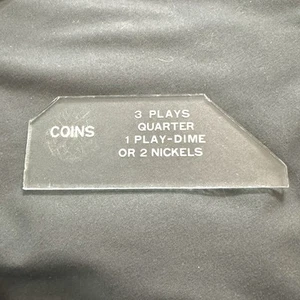 COINS
3 PLAYS
QUARTER
1 PLAY-DIME
OR 2 NICKELS